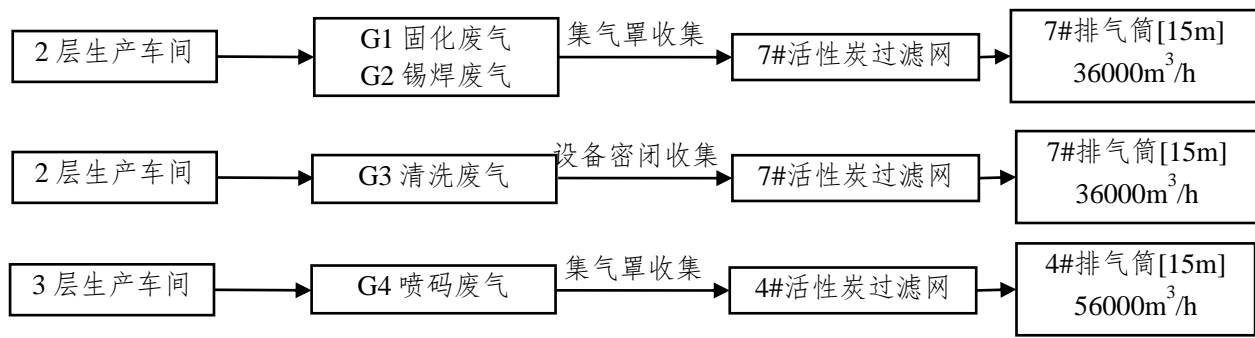 2 层生产车间
G1 固化废气
G2 锡焊废气
集气罩收集
7#活性炭过滤网
7#排气筒[15m]
36000m³/h
2 层生产车间
G3 清洗废气
设备密闭收集
7#活性炭过滤网
7#排气筒[15m]
36000m³/h
3 层生产车间
G4 喷码废气
集气罩收集
4#活性炭过滤网
4#排气筒[15m]
56000m³/h